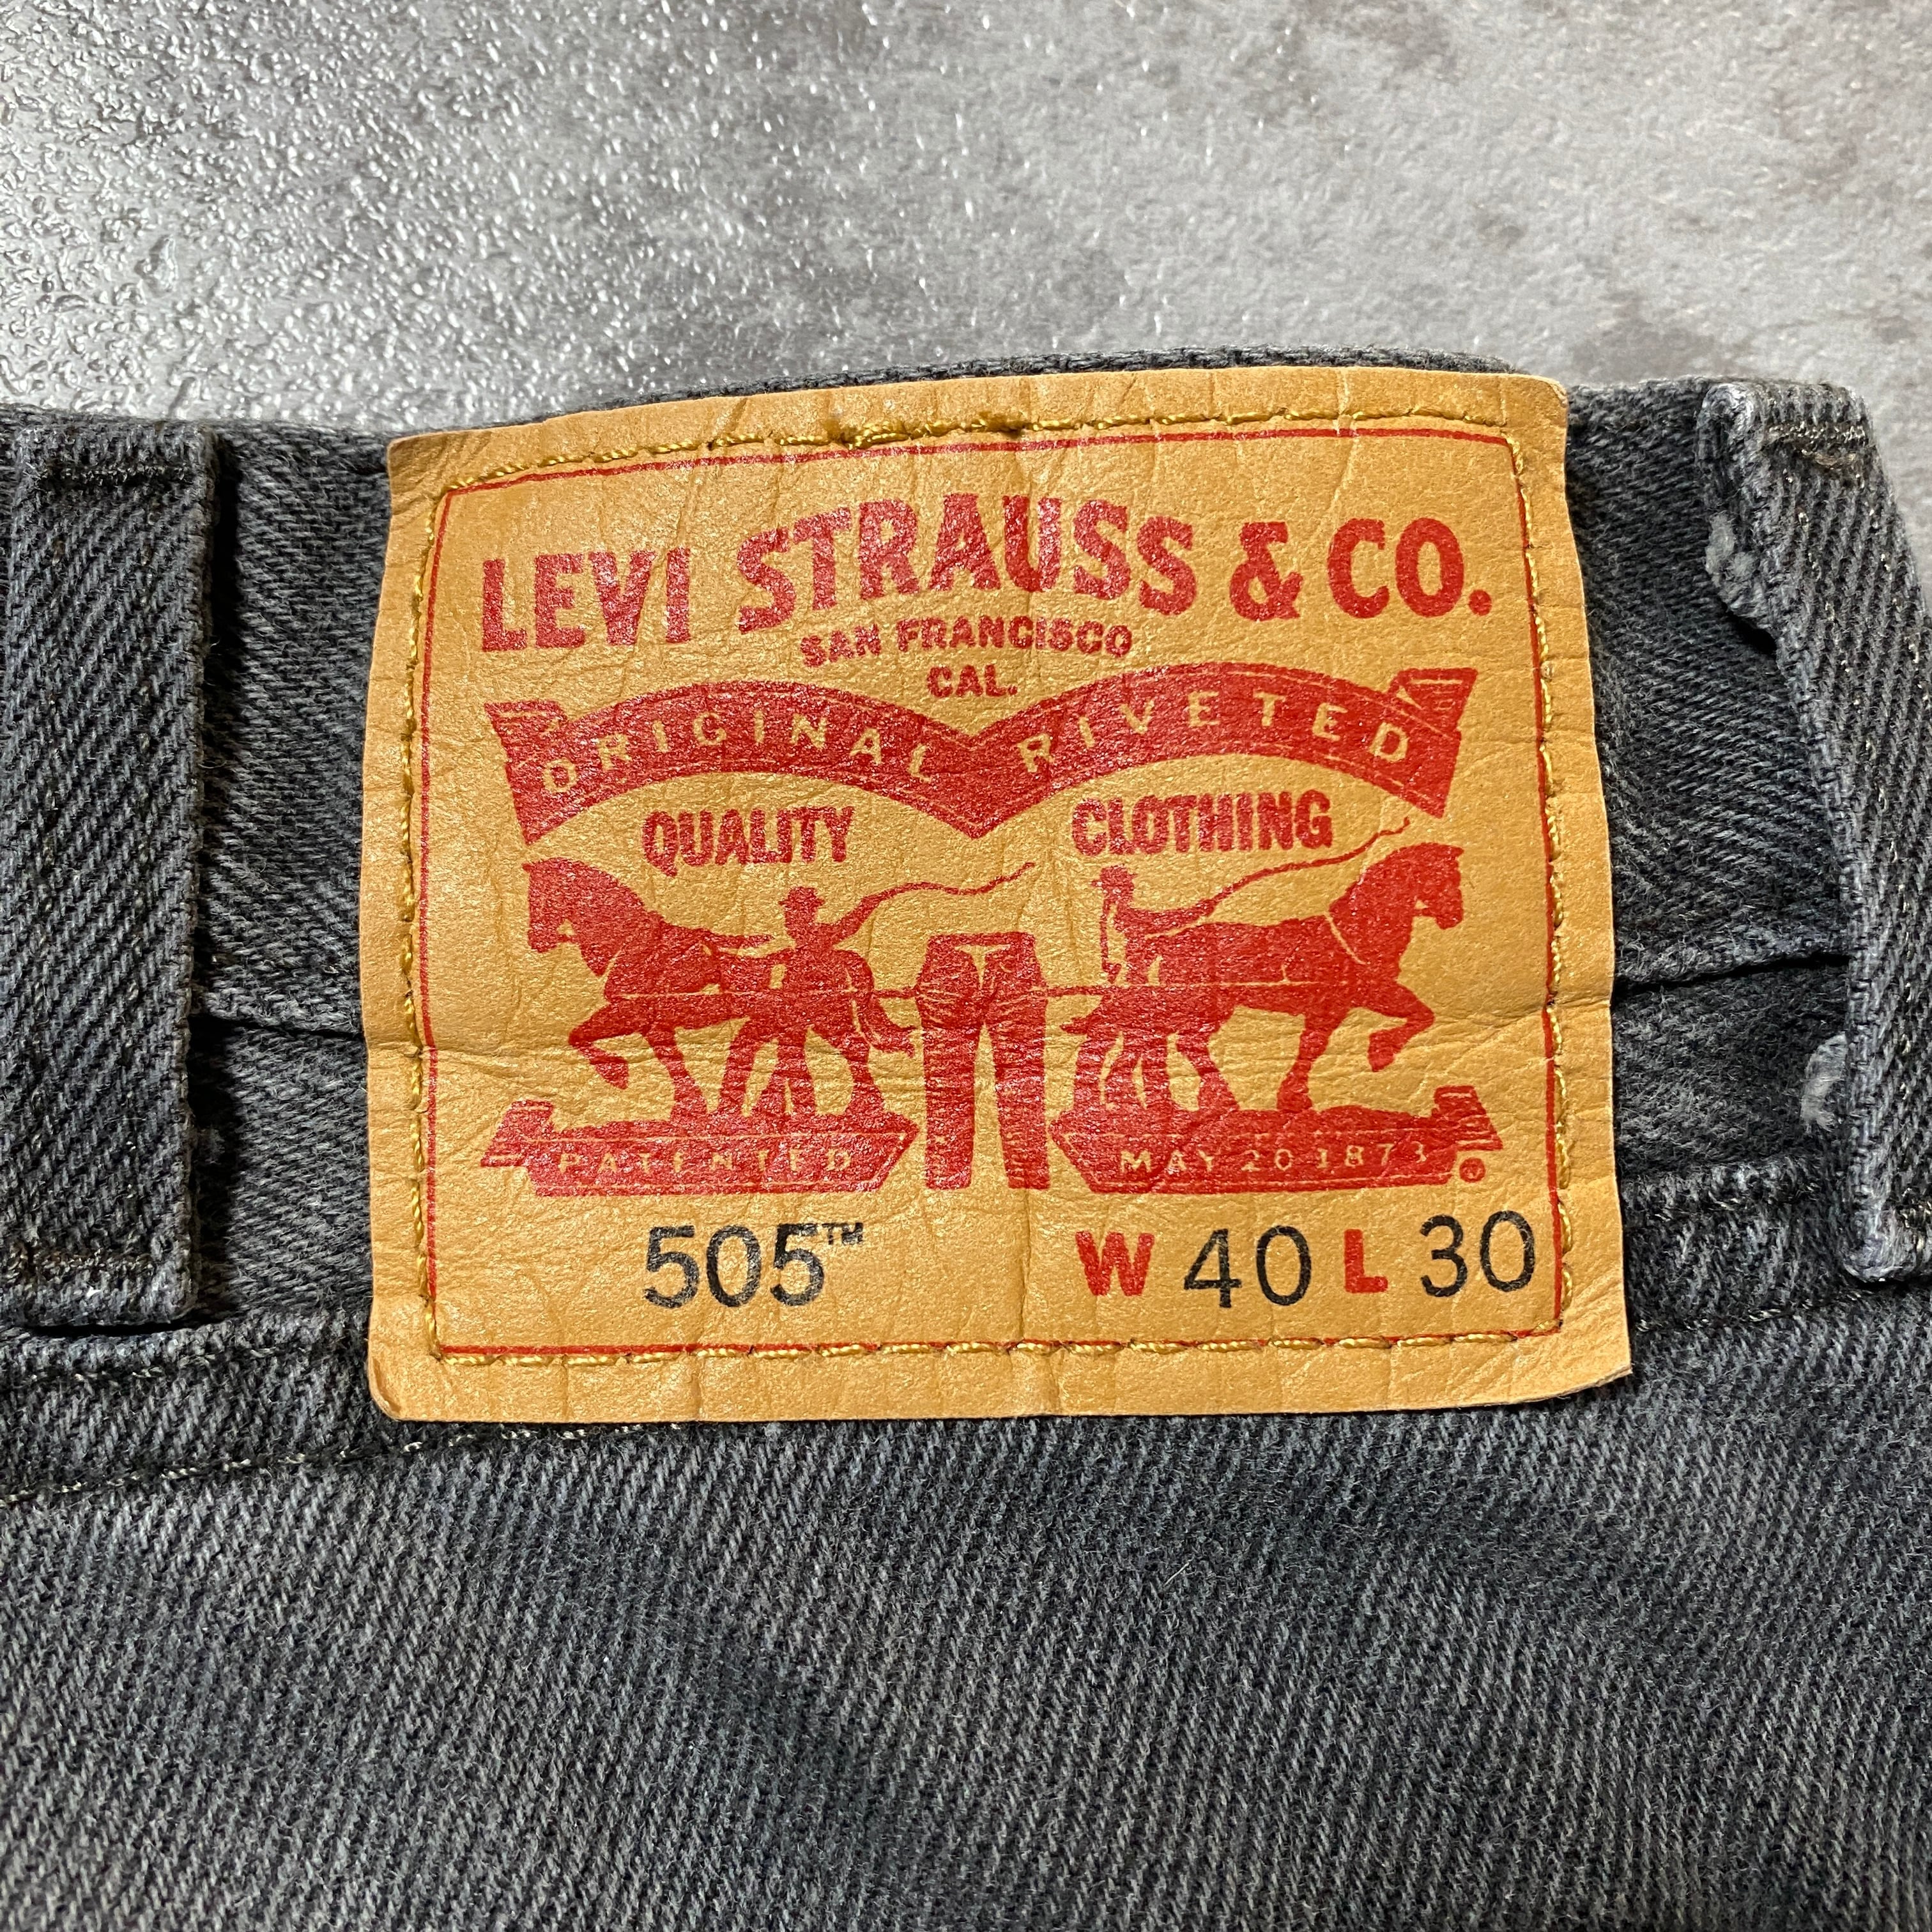 LEVI STRAUSS & CO.
SAN FRANCISCO
CAL.
ORIGINAL RIVETED
QUALITY CLOTHING
PATENTED MAY 20 1873 ®
505™ W 40 L 30